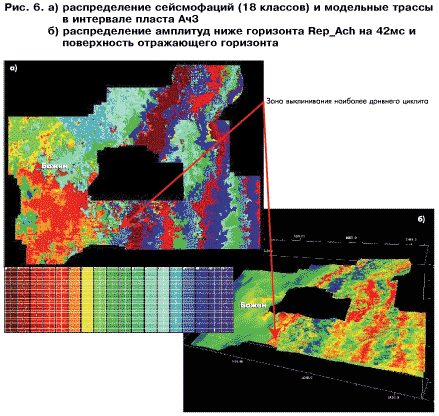 Рис. 6. а) распределение сейсмофаций (18 классов) и модельные трассы
в интервале пласта Ач3
б) распределение амплитуд ниже горизонта Rep_Ach на 42мс и
поверхность отражающего горизонта
а)
Зона выклинивания наиболее древнего циклита
Бажен
б)
Бажен